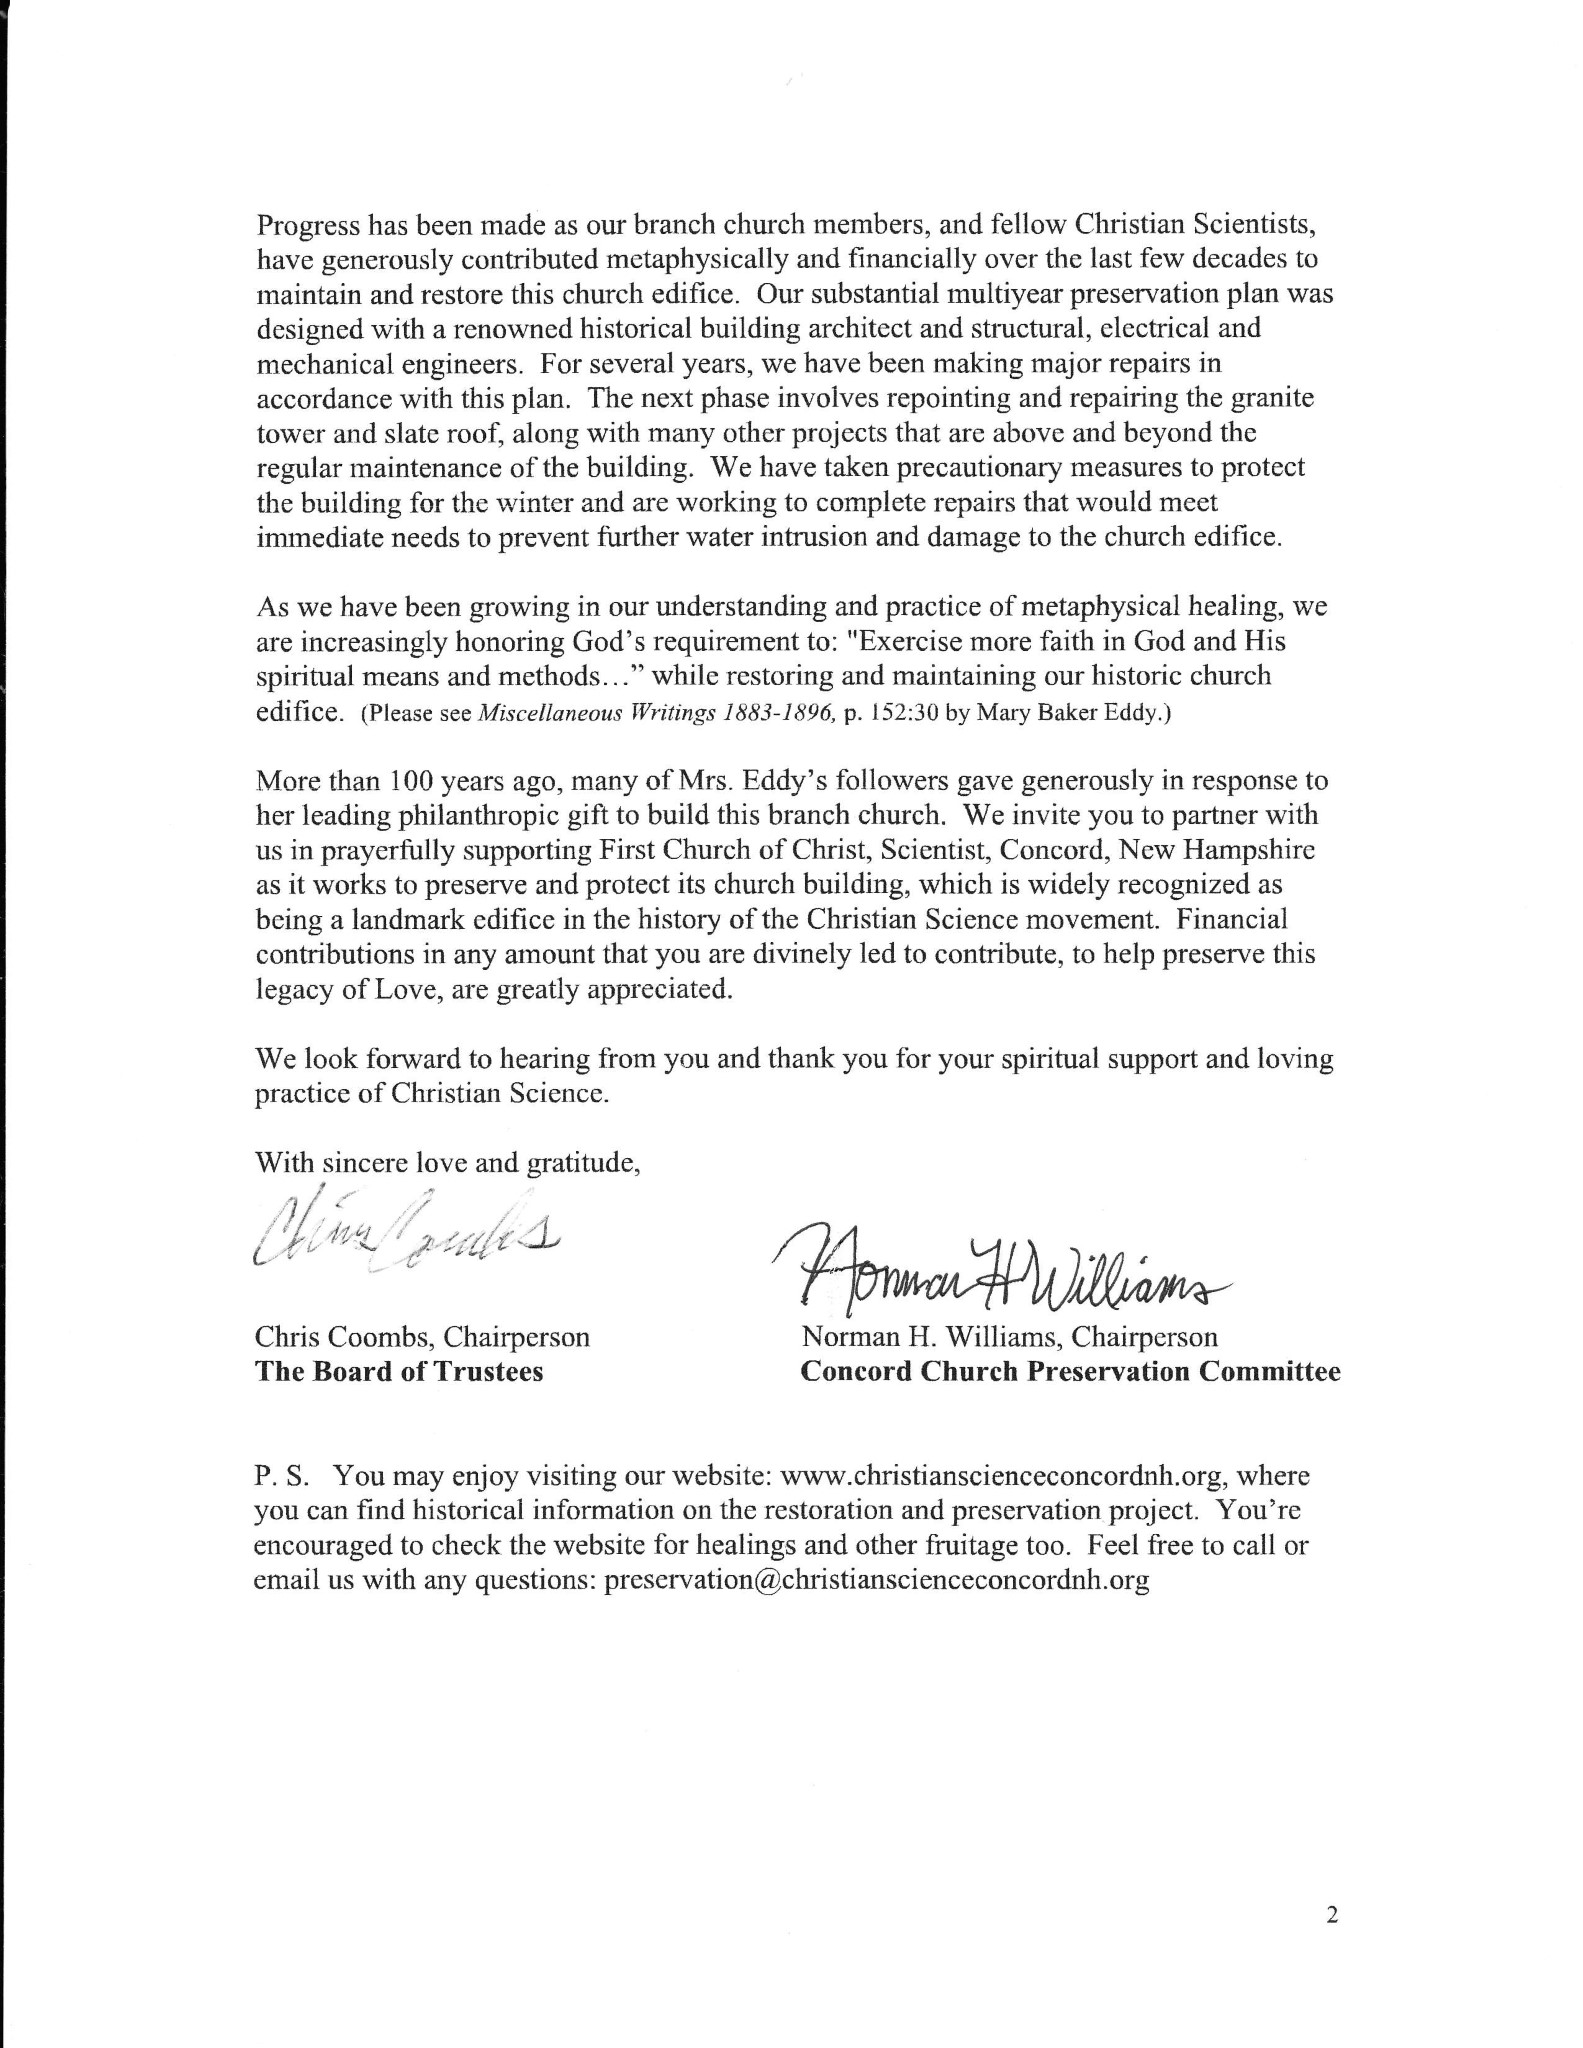 Progress has been made as our branch church members, and fellow Christian Scientists,
have generously contributed metaphysically and financially over the last few decades to
maintain and restore this church edifice.  Our substantial multiyear preservation plan was
designed with a renowned historical building architect and structural, electrical and
mechanical engineers.  For several years, we have been making major repairs in
accordance with this plan.  The next phase involves repointing and repairing the granite
tower and slate roof, along with many other projects that are above and beyond the
regular maintenance of the building.  We have taken precautionary measures to protect
the building for the winter and are working to complete repairs that would meet
immediate needs to prevent further water intrusion and damage to the church edifice.
As we have been growing in our understanding and practice of metaphysical healing, we
are increasingly honoring God’s requirement to: "Exercise more faith in God and His
spiritual means and methods…” while restoring and maintaining our historic church
edifice.  (Please see Miscellaneous Writings 1883-1896, p. 152:30 by Mary Baker Eddy.)
More than 100 years ago, many of Mrs. Eddy’s followers gave generously in response to
her leading philanthropic gift to build this branch church.  We invite you to partner with
us in prayerfully supporting First Church of Christ, Scientist, Concord, New Hampshire
as it works to preserve and protect its church building, which is widely recognized as
being a landmark edifice in the history of the Christian Science movement.  Financial
contributions in any amount that you are divinely led to contribute, to help preserve this
legacy of Love, are greatly appreciated.
We look forward to hearing from you and thank you for your spiritual support and loving
practice of Christian Science.
With sincere love and gratitude,
Chris Coombs
Norman H Williams
Chris Coombs, Chairperson
The Board of Trustees
Norman H. Williams, Chairperson
Concord Church Preservation Committee
P. S.   You may enjoy visiting our website: www.christianscienceconcordnh.org, where
you can find historical information on the restoration and preservation project.  You’re
encouraged to check the website for healings and other fruitage too.  Feel free to call or
email us with any questions: preservation@christianscienceconcordnh.org
2